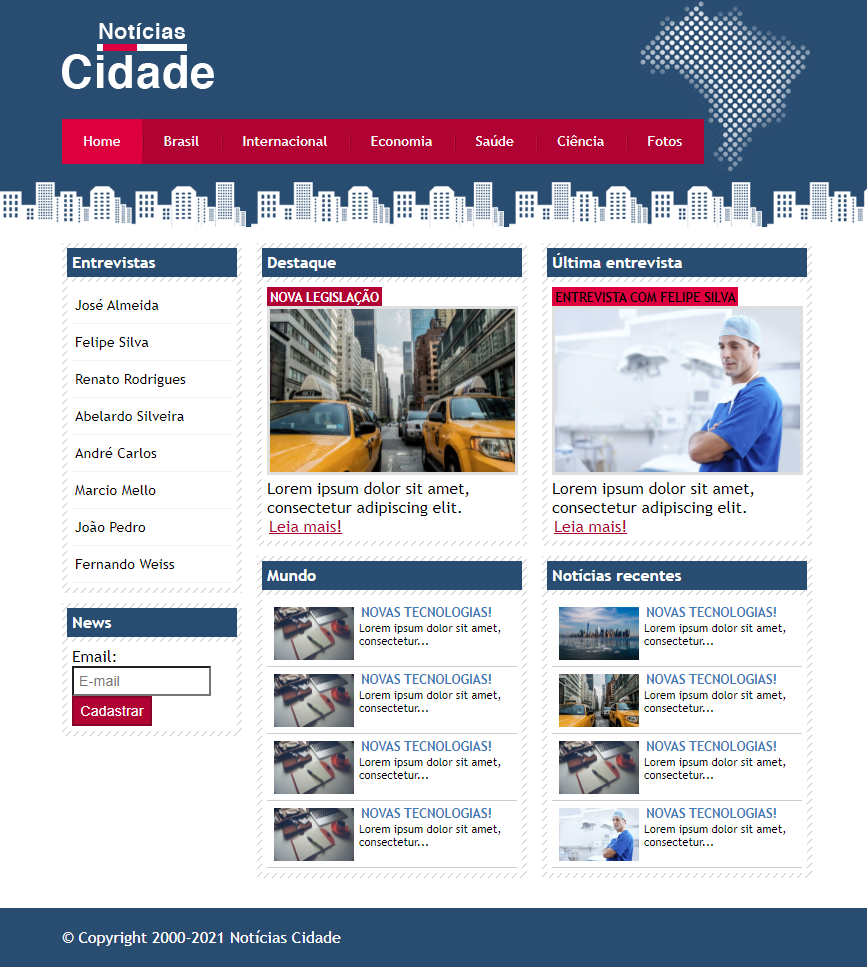 Notícias
Cidade
Home Brasil Internacional Economia Saúde Ciência Fotos
Entrevistas
José Almeida
Felipe Silva
Renato Rodrigues
Abelardo Silveira
André Carlos
Marcio Mello
João Pedro
Fernando Weiss
News
Email:
E-mail
Cadastrar
Destaque
NOVA LEGISLAÇÃO
Lorem ipsum dolor sit amet,
consectetur adipiscing elit.
Leia mais!
Mundo
NOVAS TECNOLOGIAS!
Lorem ipsum dolor sit amet,
consectetur...
NOVAS TECNOLOGIAS!
Lorem ipsum dolor sit amet,
consectetur...
NOVAS TECNOLOGIAS!
Lorem ipsum dolor sit amet,
consectetur...
NOVAS TECNOLOGIAS!
Lorem ipsum dolor sit amet,
consectetur...
Última entrevista
ENTREVISTA COM FELIPE SILVA
Lorem ipsum dolor sit amet,
consectetur adipiscing elit.
Leia mais!
Notícias recentes
NOVAS TECNOLOGIAS!
Lorem ipsum dolor sit amet,
consectetur...
NOVAS TECNOLOGIAS!
Lorem ipsum dolor sit amet,
consectetur...
NOVAS TECNOLOGIAS!
Lorem ipsum dolor sit amet,
consectetur...
NOVAS TECNOLOGIAS!
Lorem ipsum dolor sit amet,
consectetur...
© Copyright 2000-2021 Notícias Cidade